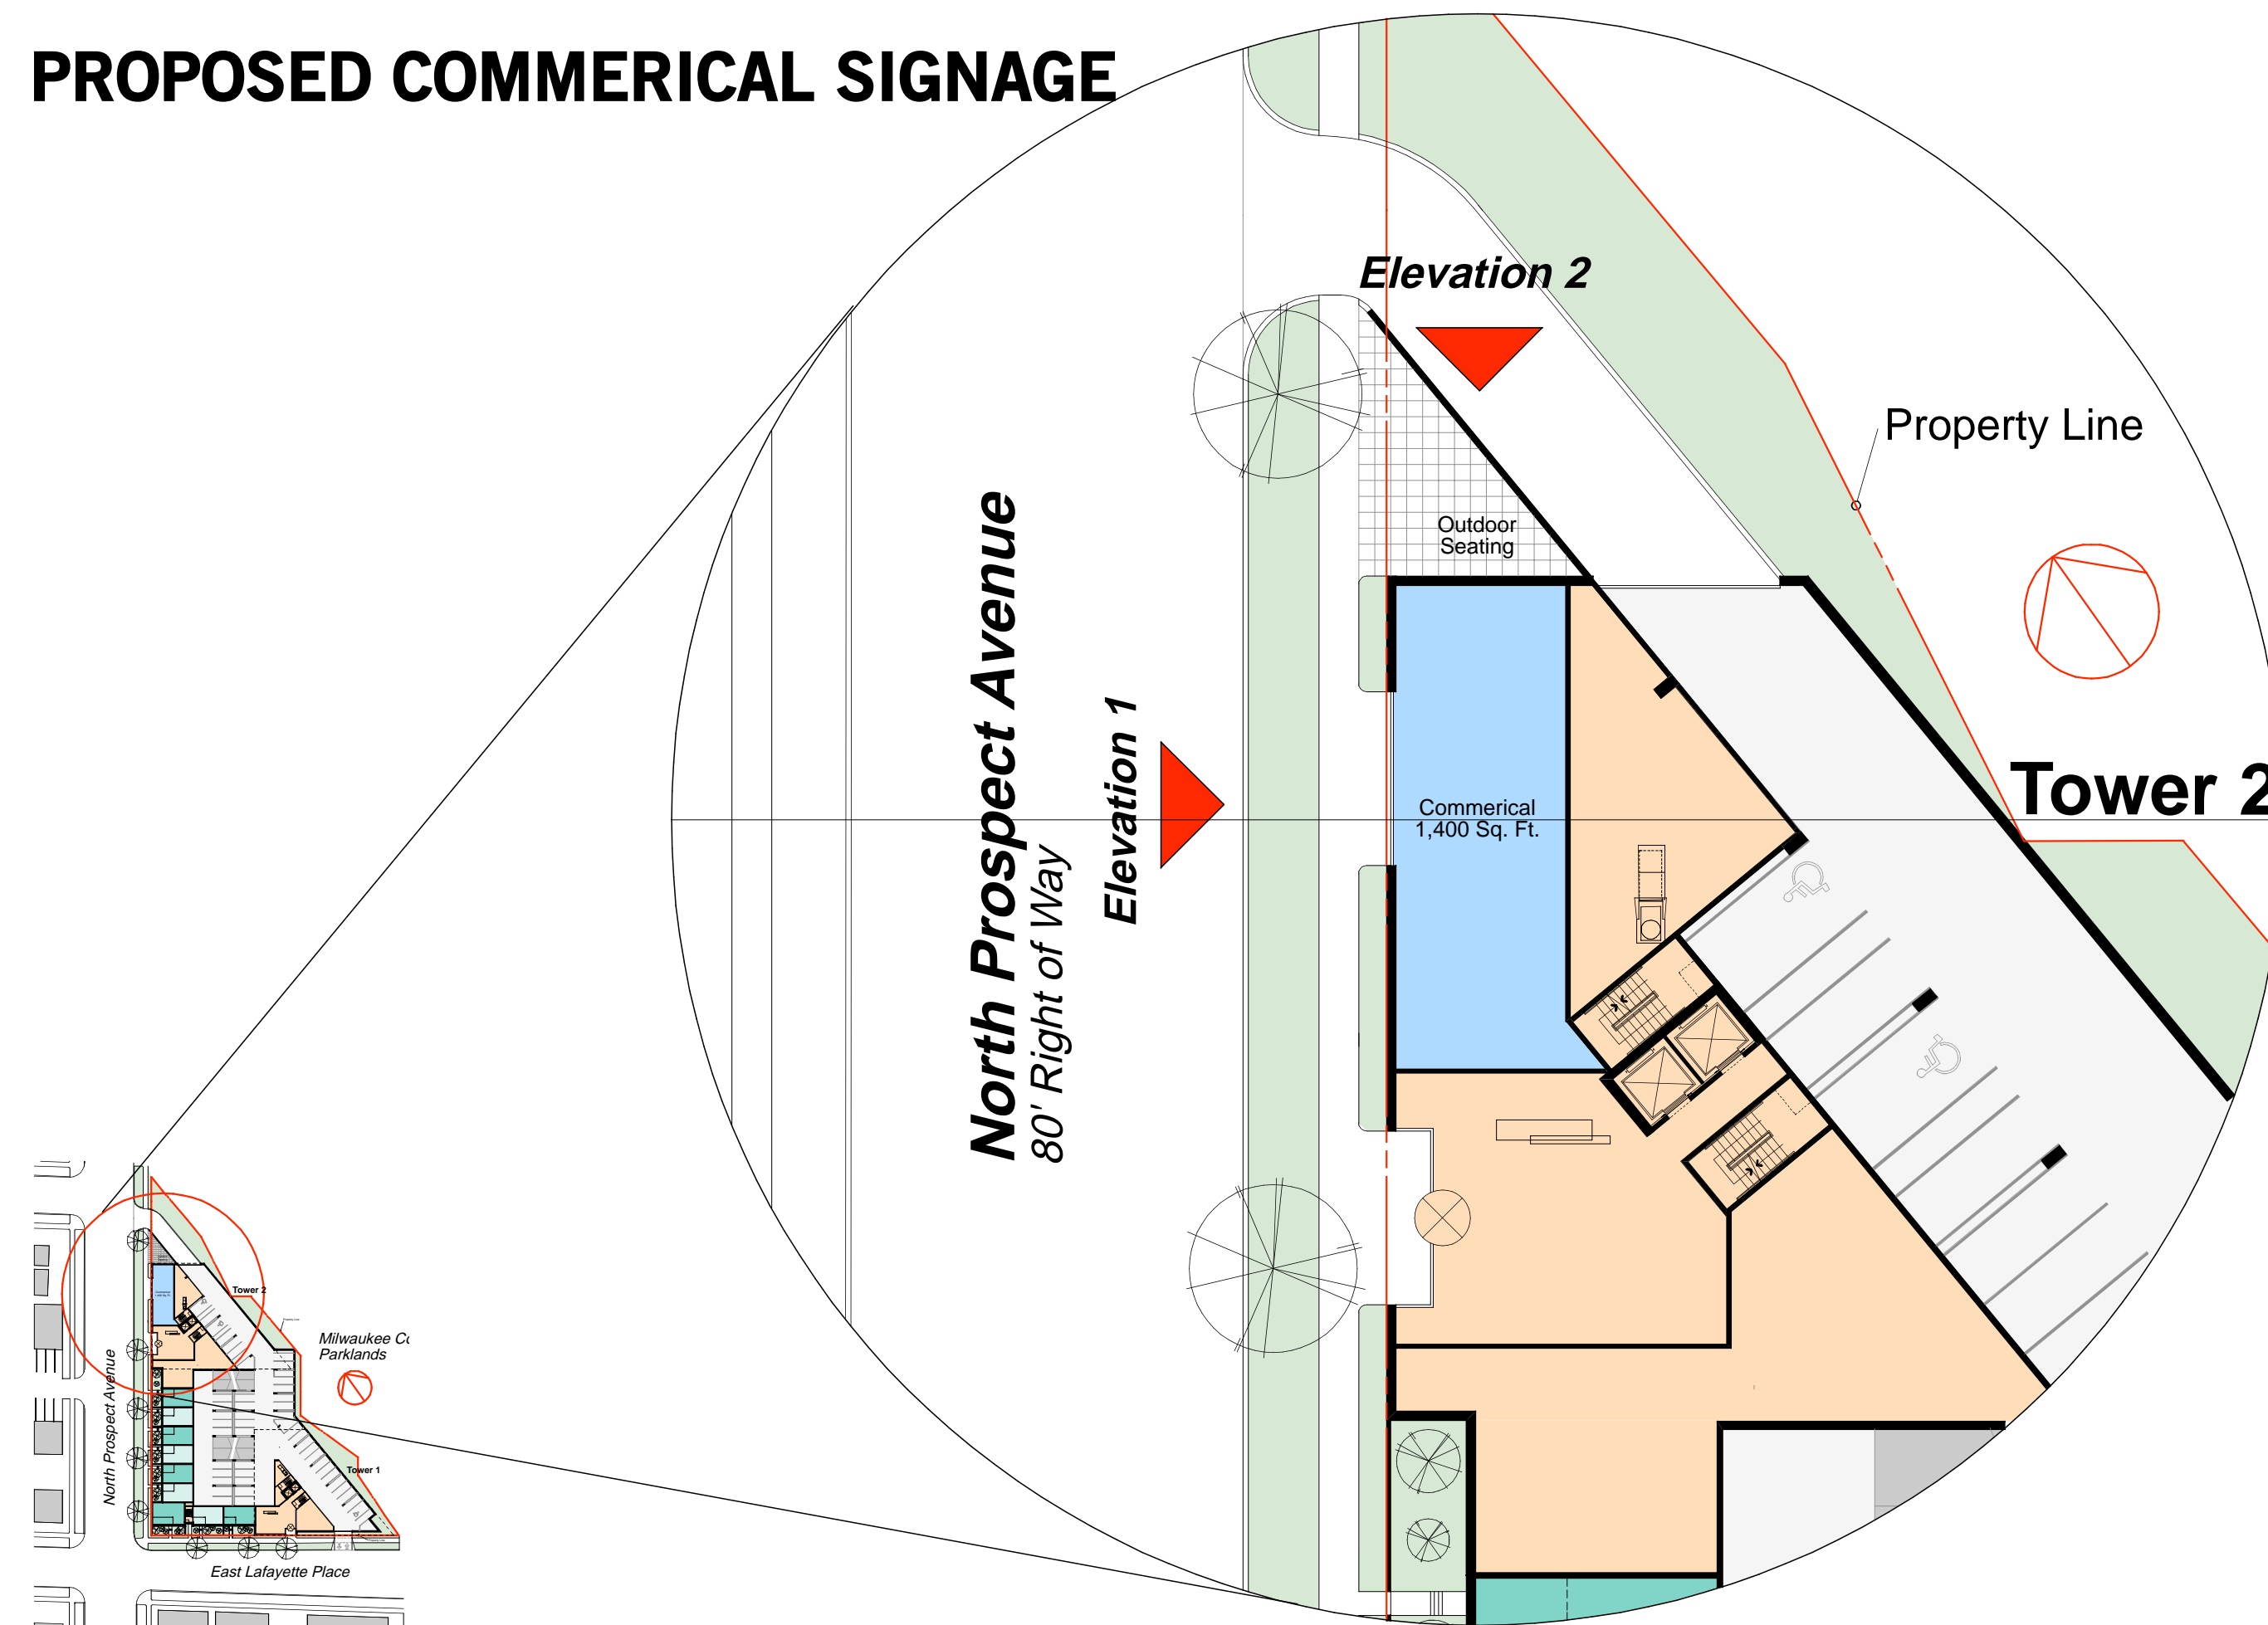 PROPOSED COMMERICAL SIGNAGE
Elevation 2
Property Line
Outdoor
Seating
North Prospect Avenue
80' Right of Way
Elevation 1
Tower 2
Commerical
1,400 Sq. Ft.
Tower 2
Milwaukee Co
Parklands
North Prospect Avenue
Tower 1
East Lafayette Place